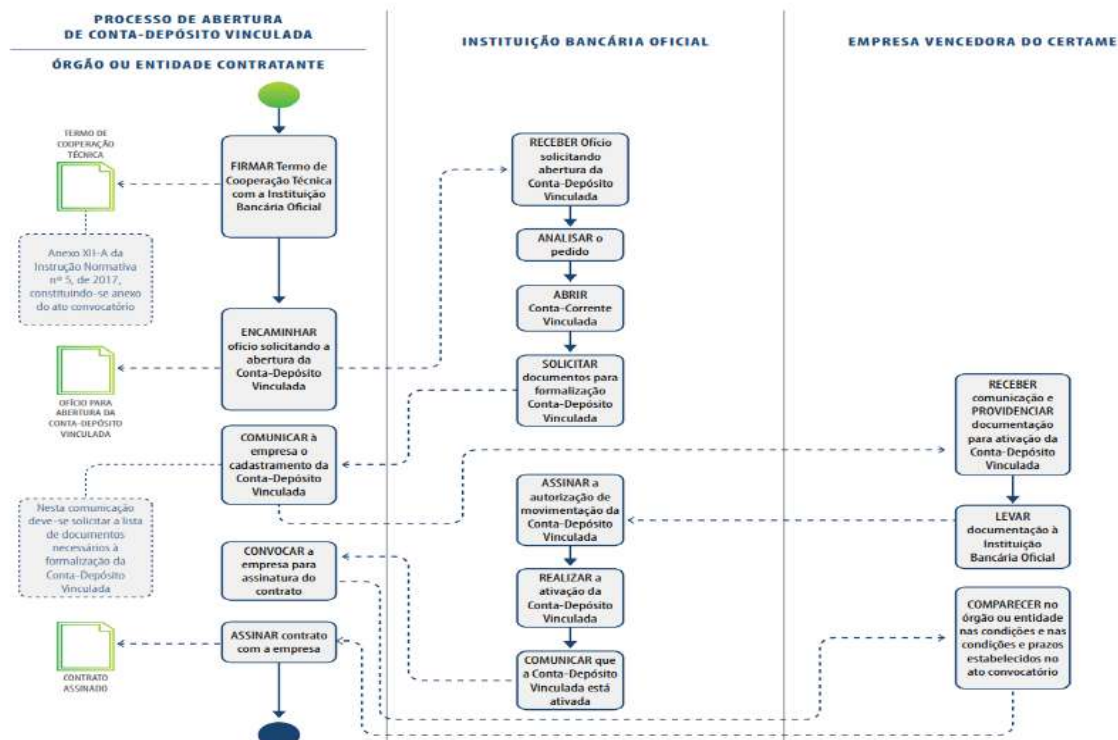 PROCESSO DE ABERTURA
DE CONTA-DEPÓSITO VINCULADA
ÓRGÃO OU ENTIDADE CONTRATANTE
TERMO DE
COOPERAÇÃO
TÉCNICA
FIRMAR Termo de
Cooperação Técnica
com a Instituição
Bancária Oficial
Anexo XII-A da
Instrução Normativa
nº 5, de 2017,
constituindo-se anexo
do ato convocatório
ENCAMINHAR
ofício solicitando a
abertura da
Conta-Depósito
Vinculada
OFÍCIO PARA
ABERTURA DA
CONTA-DEPÓSITO
VINCULADA
COMUNICAR à
empresa o
cadastramento da
Conta-Depósito
Vinculada
Nesta comunicação
deve-se solicitar a lista
de documentos
necessários à
formalização da
Conta-Depósito
Vinculada
CONVOCAR a
empresa para
assinatura do
contrato
ASSINAR contrato
com a empresa
CONTRATO
ASSINADO
INSTITUIÇÃO BANCÁRIA OFICIAL
RECEBER Ofício
solicitando
abertura da
Conta-Depósito
Vinculada
ANALISAR o
pedido
ABRIR
Conta-Corrente
Vinculada
SOLICITAR
documentos para
formalização
Conta-Depósito
Vinculada
ASSINAR a
autorização de
movimentação da
Conta-Depósito
Vinculada
REALIZAR a
ativação da
Conta-Depósito
Vinculada
COMUNICAR que
a Conta-Depósito
Vinculada está
ativada
EMPRESA VENCEDORA DO CERTAME
RECEBER
comunicação e
PROVIDENCIAR
documentação
para ativação da
Conta-Depósito
Vinculada
LEVAR
documentação à
Instituição
Bancária Oficial
COMPARECER no
órgão ou entidade
nas condições e nas
condições e prazos
estabelecidos no
ato convocatório